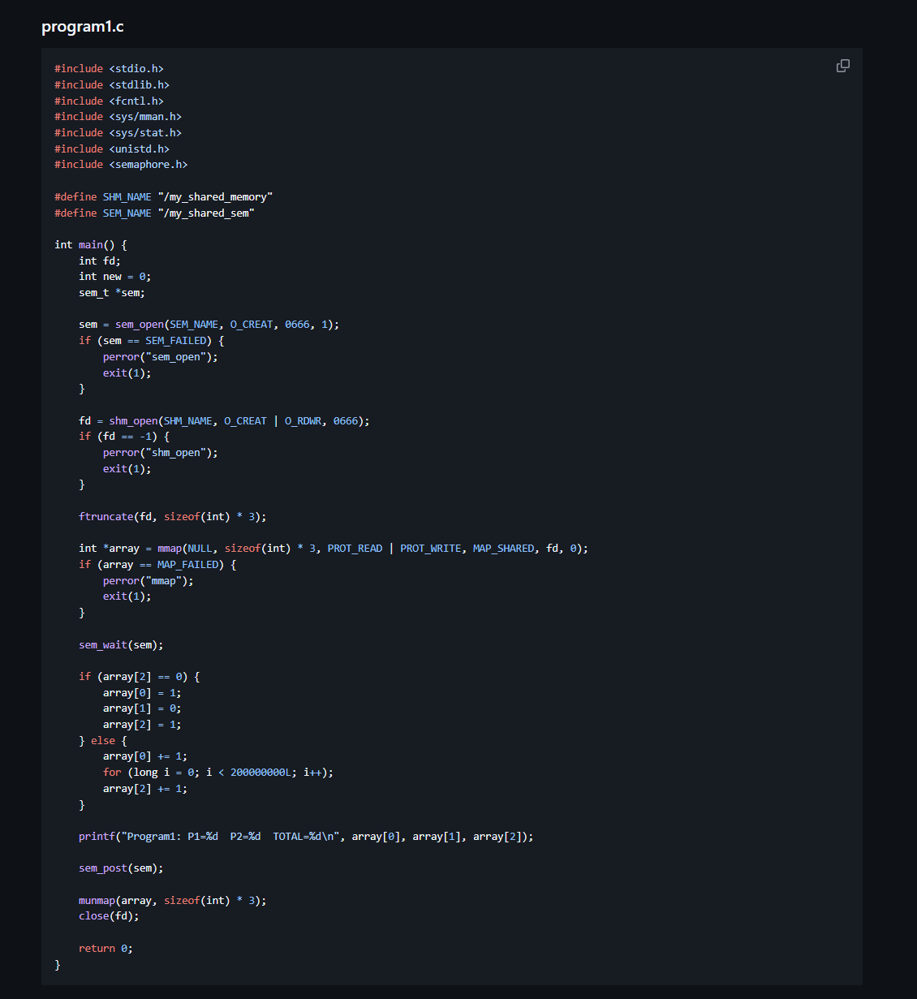 program1.c
#include <stdio.h>
#include <stdlib.h>
#include <fcntl.h>
#include <sys/mman.h>
#include <sys/stat.h>
#include <unistd.h>
#include <semaphore.h>

#define SHM_NAME "/my_shared_memory"
#define SEM_NAME "/my_shared_sem"

int main() {
    int fd;
    int new = 0;
    sem_t *sem;

    sem = sem_open(SEM_NAME, O_CREAT, 0666, 1);
    if (sem == SEM_FAILED) {
        perror("sem_open");
        exit(1);
    }

    fd = shm_open(SHM_NAME, O_CREAT | O_RDWR, 0666);
    if (fd == -1) {
        perror("shm_open");
        exit(1);
    }

    ftruncate(fd, sizeof(int) * 3);

    int *array = mmap(NULL, sizeof(int) * 3, PROT_READ | PROT_WRITE, MAP_SHARED, fd, 0);
    if (array == MAP_FAILED) {
        perror("mmap");
        exit(1);
    }

    sem_wait(sem);

    if (array[2] == 0) {
        array[0] = 1;
        array[1] = 0;
        array[2] = 1;
    } else {
        array[0] += 1;
        for (long i = 0; i < 200000000L; i++);
        array[2] += 1;
    }

    printf("Program1: P1=%d  P2=%d  TOTAL=%d\n", array[0], array[1], array[2]);

    sem_post(sem);

    munmap(array, sizeof(int) * 3);
    close(fd);

    return 0;
}